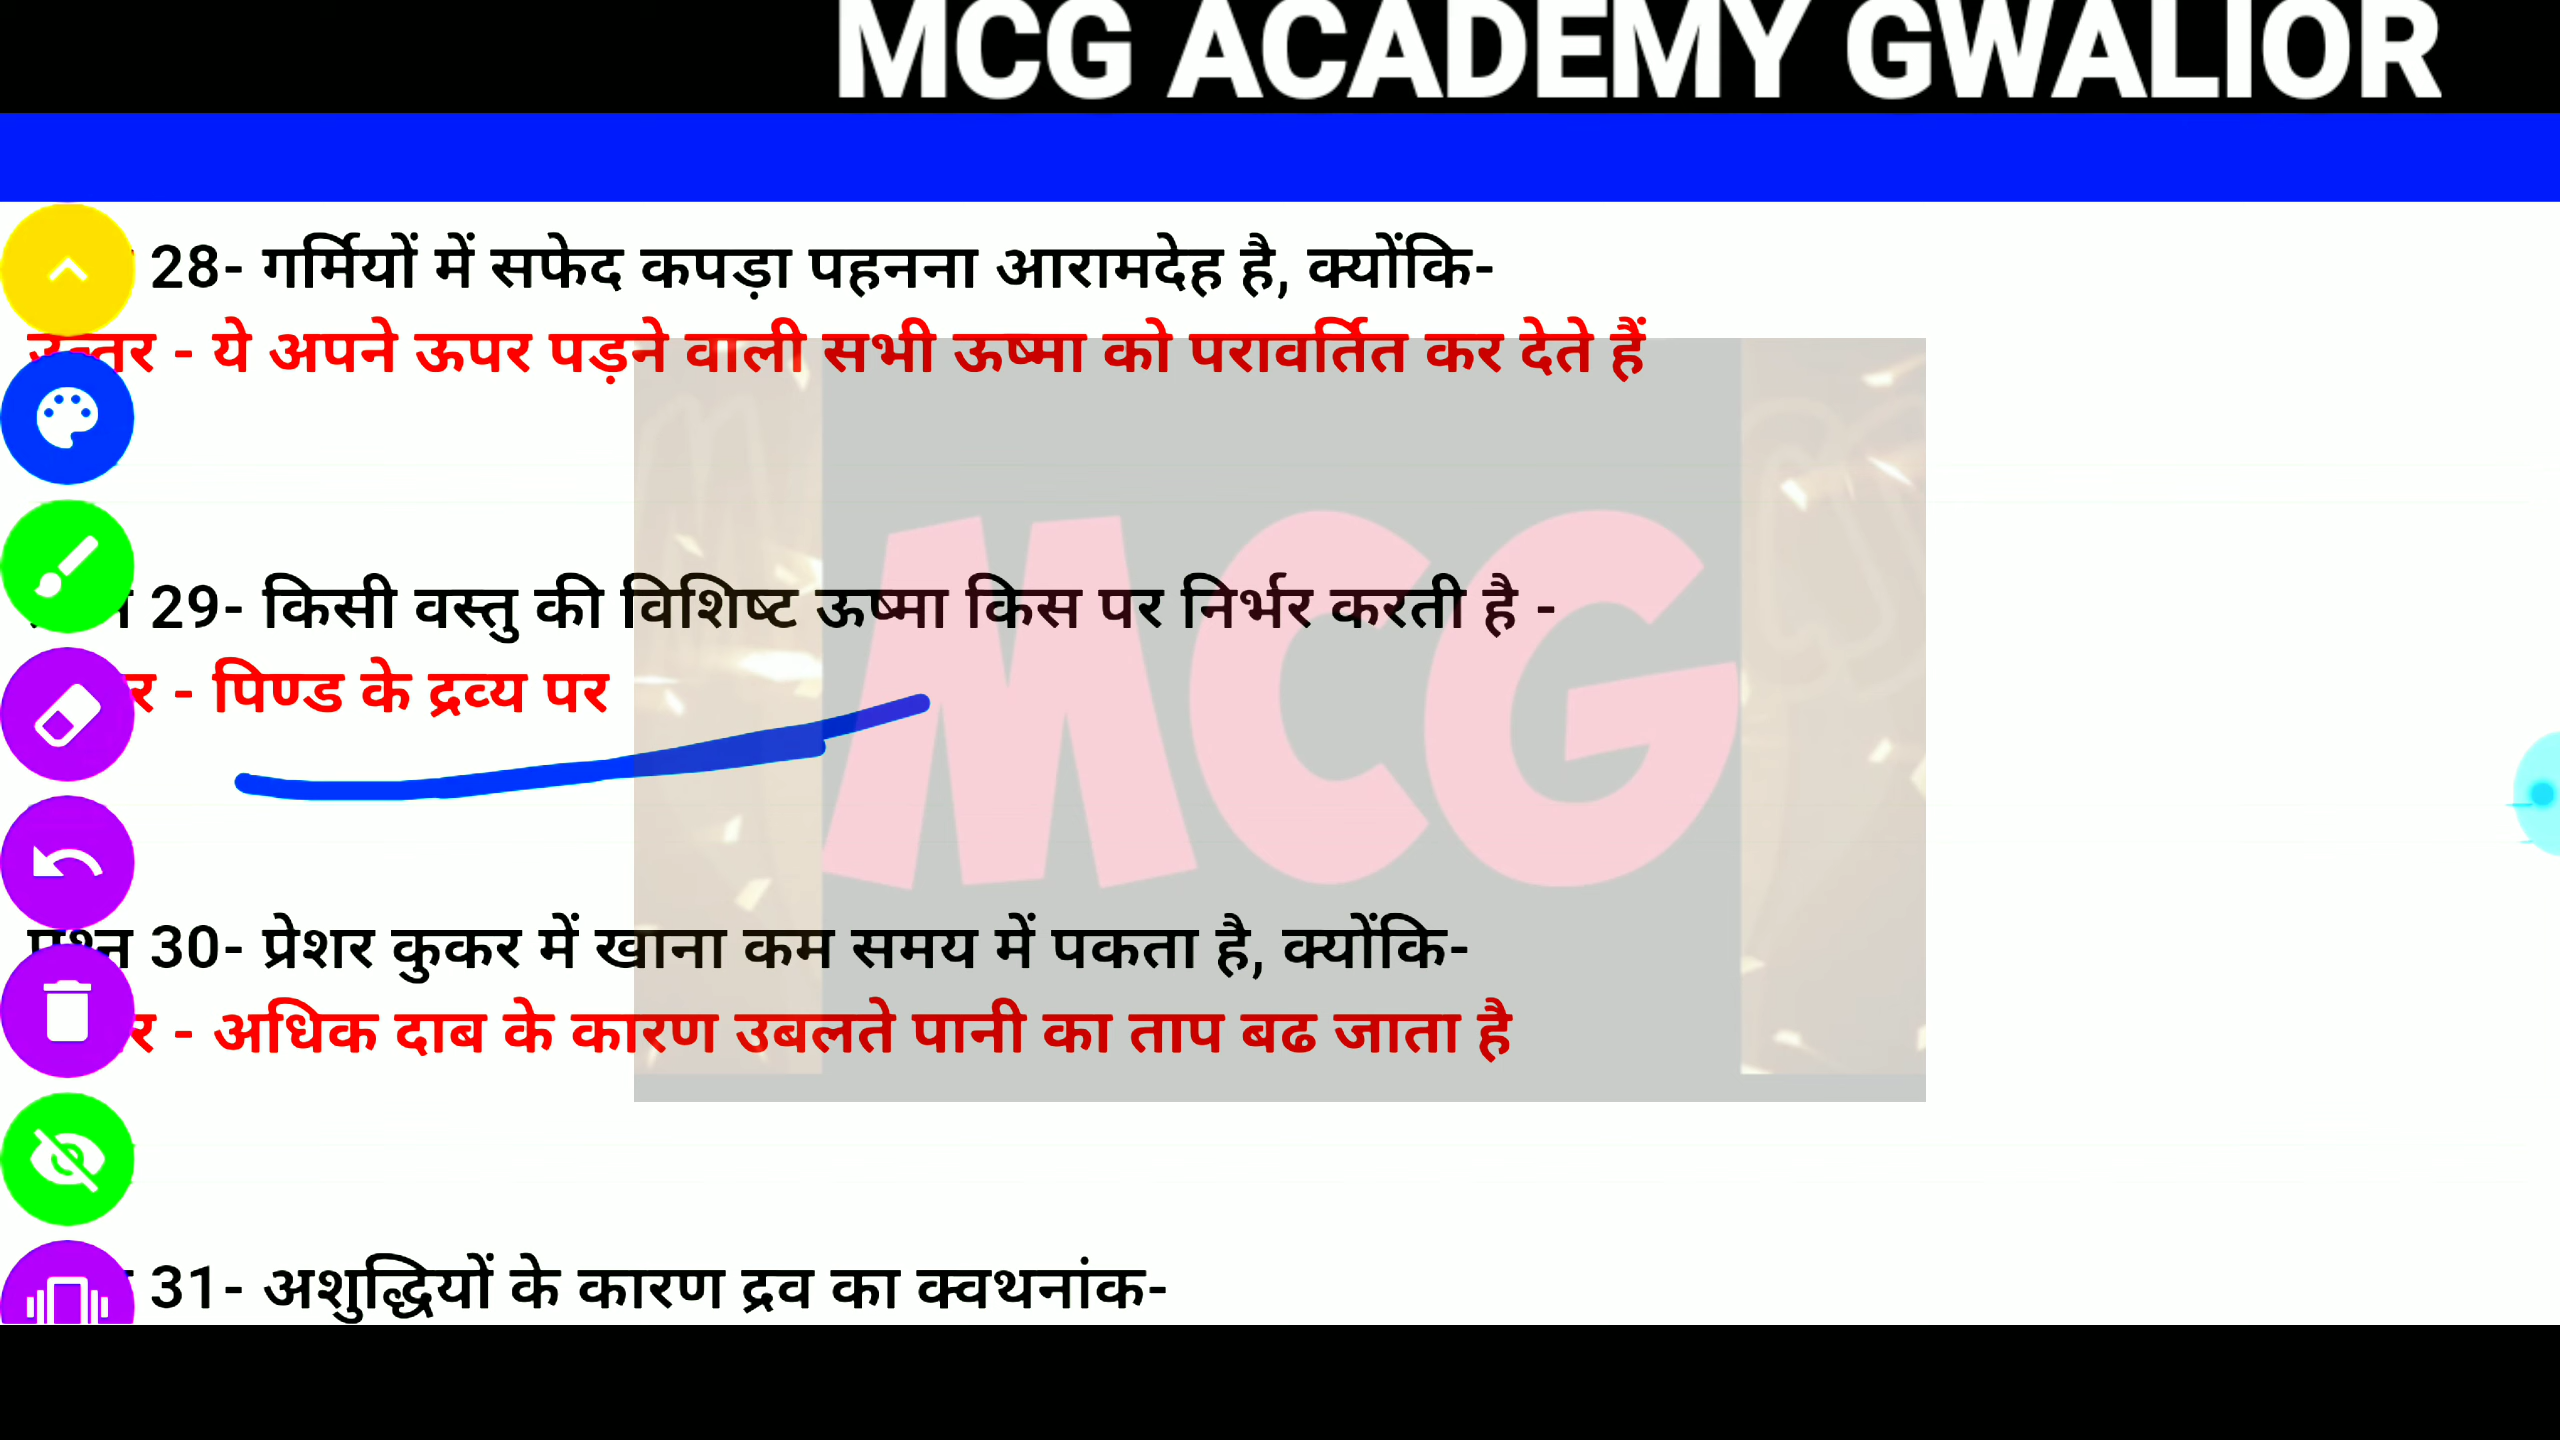 MCG ACADEMY GWALIOR
28- गर्मियों में सफेद कपड़ा पहनना आरामदेह है, क्योंकि-
उत्तर - ये अपने ऊपर पड़ने वाली सभी ऊष्मा को परावर्तित कर देते हैं
29- किसी वस्तु की विशिष्ट ऊष्मा किस पर निर्भर करती है -
र - पिण्ड के द्रव्य पर
MCG
प्रश्न 30- प्रेशर कुकर में खाना कम समय में पकता है, क्योंकि-
र - अधिक दाब के कारण उबलते पानी का ताप बढ जाता है
31- अशुद्धियों के कारण द्रव का क्वथनांक-